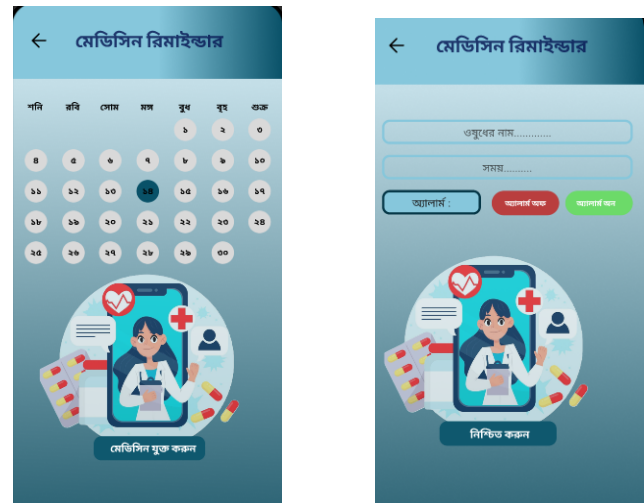 মেডিসিন রিমাইন্ডার
শনি রবি সোম মঙ্গ বুধ বৃহ শুক্র
১ ২ ৩
৪ ৫ ৬ ৭ ৮ ৯ ১০
১১ ১২ ১৩ ১৪ ১৫ ১৬ ১৭
১৮ ১৯ ২০ ২১ ২২ ২৩ ২৪
২৫ ২৬ ২৭ ২৮ ২৯ ৩০
মেডিসিন যুক্ত করুন
মেডিসিন রিমাইন্ডার
ওষুধের নাম.............
সময়..........
অ্যালার্ম : অ্যালার্ম অফ অ্যালার্ম অন
নিশ্চিত করুন